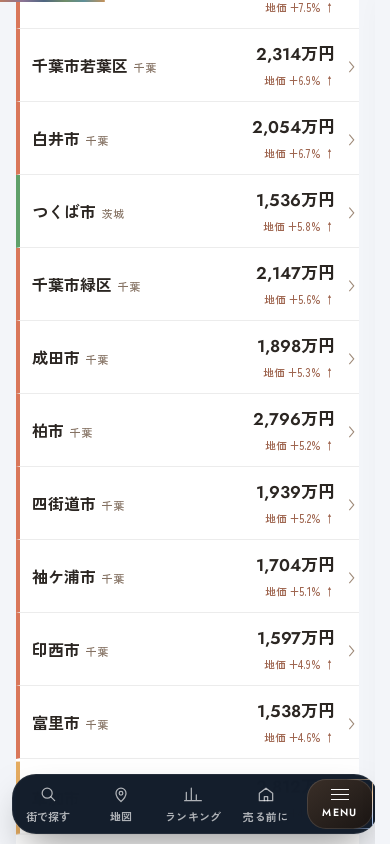 地価 +7.5% ↑
千葉市若葉区 千葉
2,314万円
地価 +6.9% ↑
白井市 千葉
2,054万円
地価 +6.7% ↑
つくば市 茨城
1,536万円
地価 +5.8% ↑
千葉市緑区 千葉
2,147万円
地価 +5.6% ↑
成田市 千葉
1,898万円
地価 +5.3% ↑
柏市 千葉
2,796万円
地価 +5.2% ↑
四街道市 千葉
1,939万円
地価 +5.2% ↑
袖ケ浦市 千葉
1,704万円
地価 +5.1% ↑
印西市 千葉
1,597万円
地価 +4.9% ↑
富里市 千葉
1,538万円
地価 +4.6% ↑
街で探す 地図 ランキング 売る前に MENU